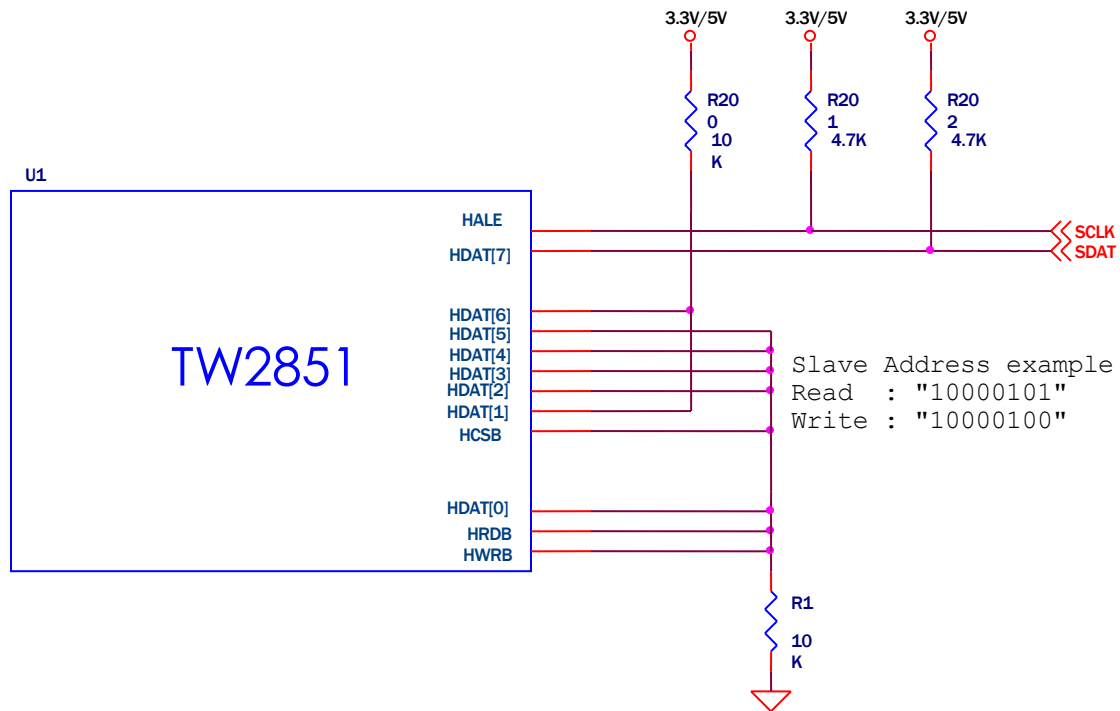 3.3V/5V 3.3V/5V 3.3V/5V
R20
0
10
K
R20
1
4.7K
R20
2
4.7K
U1
HALE
HDAT[7]
SCLK
SDAT
HDAT[6]
HDAT[5]
HDAT[4]
HDAT[3]
HDAT[2]
HDAT[1]
HCSB
TW2851
Slave Address example
Read : "10000101"
Write : "10000100"
HDAT[0]
HRDB
HWRB
R1
10
K